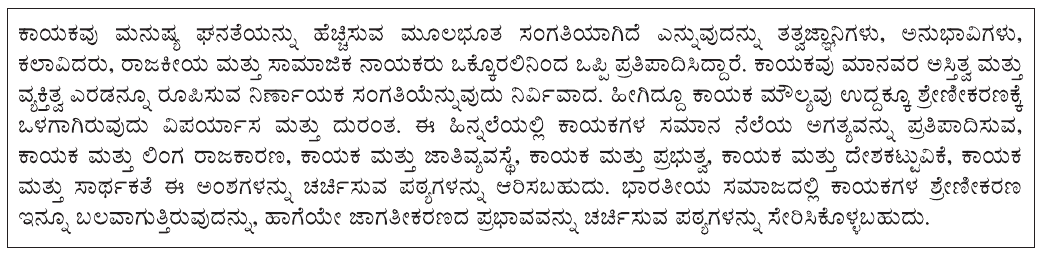 ಕಾಯಕವು ಮನುಷ್ಯ ಘನತೆಯನ್ನು ಹೆಚ್ಚಿಸುವ ಮೂಲಭೂತ ಸಂಗತಿಯಾಗಿದೆ ಎನ್ನುವುದನ್ನು ತತ್ವಜ್ಞಾನಿಗಳು, ಅನುಭಾವಿಗಳು,
ಕಲಾವಿದರು, ರಾಜಕೀಯ ಮತ್ತು ಸಾಮಾಜಿಕ ನಾಯಕರು ಒಕ್ಕೊರಲಿನಿಂದ ಒಪ್ಪಿ ಪ್ರತಿಪಾದಿಸಿದ್ದಾರೆ. ಕಾಯಕವು ಮಾನವರ ಅಸ್ತಿತ್ವ ಮತ್ತು
ವ್ಯಕ್ತಿತ್ವ ಎರಡನ್ನೂ ರೂಪಿಸುವ ನಿರ್ಣಾಯಕ ಸಂಗತಿಯೆನ್ನುವುದು ನಿರ್ವಿವಾದ. ಹೀಗಿದ್ದೂ ಕಾಯಕ ಮೌಲ್ಯವು ಉದ್ದಕ್ಕೂ ಶ್ರೇಣೀಕರಣಕ್ಕೆ
ಒಳಗಾಗಿರುವುದು ವಿಪರ್ಯಾಸ ಮತ್ತು ದುರಂತ. ಈ ಹಿನ್ನಲೆಯಲ್ಲಿ ಕಾಯಕಗಳ ಸಮಾನ ನೆಲೆಯ ಅಗತ್ಯವನ್ನು ಪ್ರತಿಪಾದಿಸುವ,
ಕಾಯಕ ಮತ್ತು ಲಿಂಗ ರಾಜಕಾರಣ, ಕಾಯಕ ಮತ್ತು ಜಾತಿವ್ಯವಸ್ಥೆ, ಕಾಯಕ ಮತ್ತು ಪ್ರಭುತ್ವ, ಕಾಯಕ ಮತ್ತು ದೇಶಕಟ್ಟುವಿಕೆ, ಕಾಯಕ
ಮತ್ತು ಸಾರ್ಥಕತೆ ಈ ಅಂಶಗಳನ್ನು ಚರ್ಚಿಸುವ ಪಠ್ಯಗಳನ್ನು ಆರಿಸಬಹುದು. ಭಾರತೀಯ ಸಮಾಜದಲ್ಲಿ ಕಾಯಕಗಳ ಶ್ರೇಣೀಕರಣ
ಇನ್ನೂ ಬಲವಾಗುತ್ತಿರುವುದನ್ನು, ಹಾಗೆಯೇ ಜಾಗತೀಕರಣದ ಪ್ರಭಾವವನ್ನು ಚರ್ಚಿಸುವ ಪಠ್ಯಗಳನ್ನು ಸೇರಿಸಿಕೊಳ್ಳಬಹುದು.